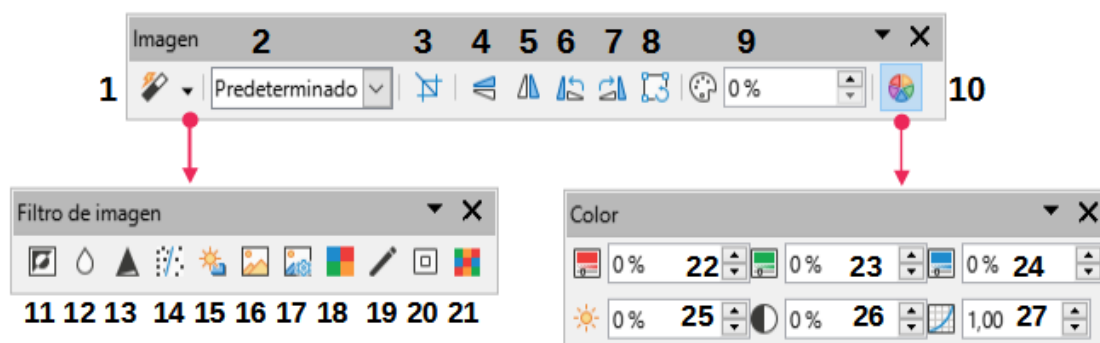 Imagen 2 3 4 5 6 7 8 9
1 Predeterminado 0 % 10
Filtro de imagen
11 12 13 14 15 16 17 18 19 20 21
Color
0 % 22 0 % 23 0 % 24
0 % 25 0 % 26 1,00 27